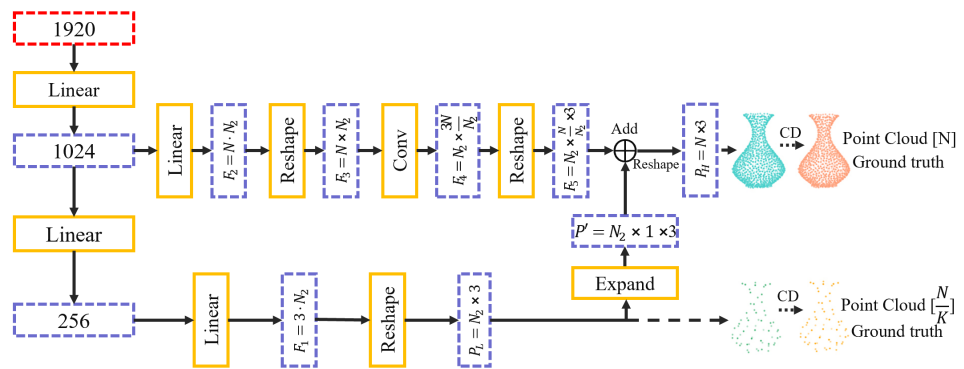 1920
Linear
1024
Linear
F₂ = N · N₂
Reshape
F₃ = N × N₂
Conv
F₄ = N₂ × 3N/N₂
Reshape
F₅ = N₂ × N/N₂ × 3
Add
Reshape
P_H = N × 3
CD
Point Cloud [N]
Ground truth
Linear
P′ = N₂ × 1 × 3
Expand
256
Linear
F₁ = 3 · N₂
Reshape
P_L = N₂ × 3
CD
Point Cloud [N/K]
Ground truth